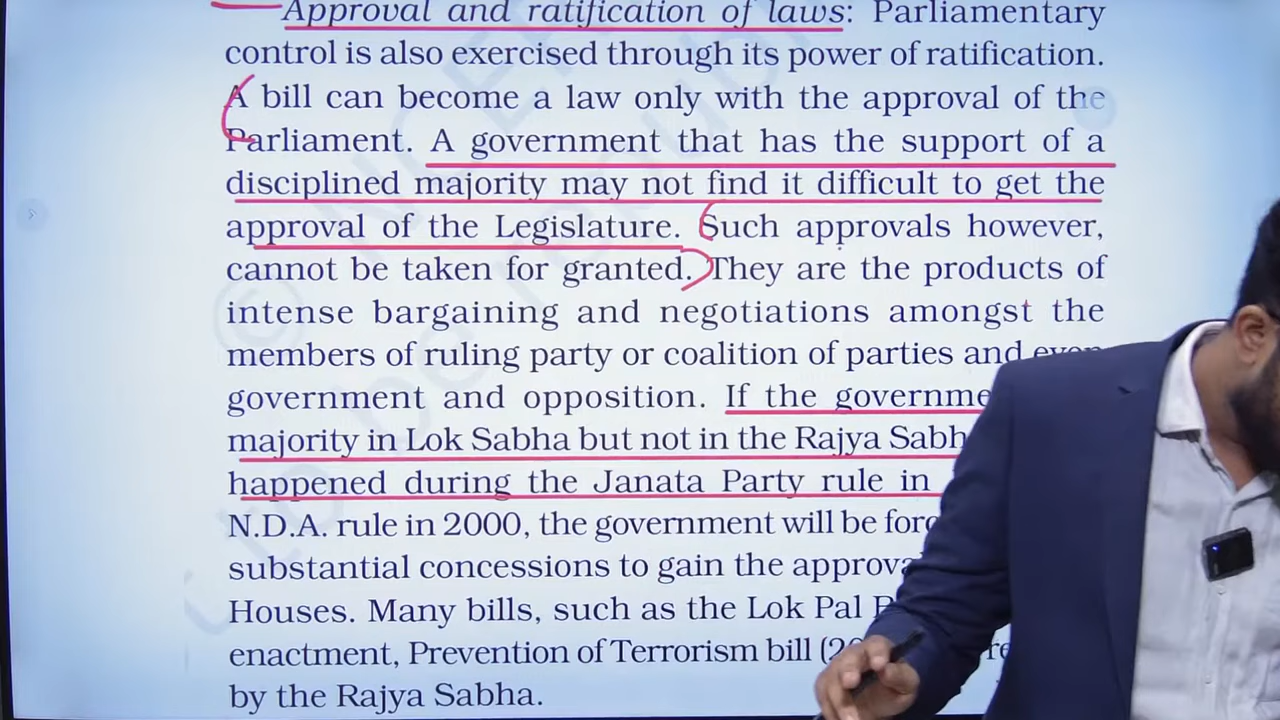 Approval and ratification of laws: Parliamentary
control is also exercised through its power of ratification.
A bill can become a law only with the approval of the
Parliament. A government that has the support of a
disciplined majority may not find it difficult to get the
approval of the Legislature. Such approvals however,
cannot be taken for granted. They are the products of
intense bargaining and negotiations amongst the
members of ruling party or coalition of parties and even
government and opposition. If the
majority in Lok Sabha but not in the Rajya
happened during the Janata Party rule in
N.D.A. rule in 2000, the government will be
substantial concessions to gain the
Houses. Many bills, such as the Lok Pal
enactment, Prevention of Terrorism bill
by the Rajya Sabha.